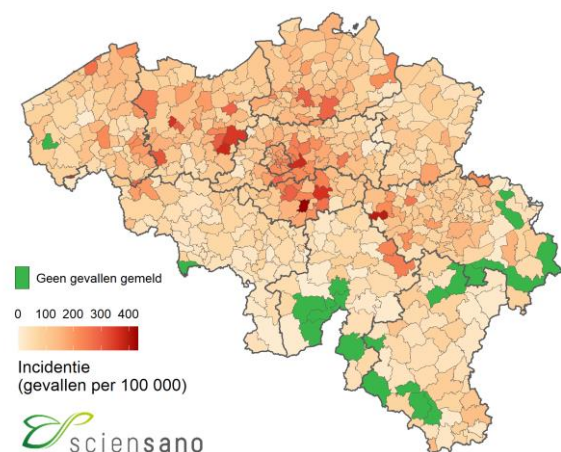 Geen gevallen gemeld
0 100 200 300 400
Incidentie
(gevallen per 100 000)
sciensano